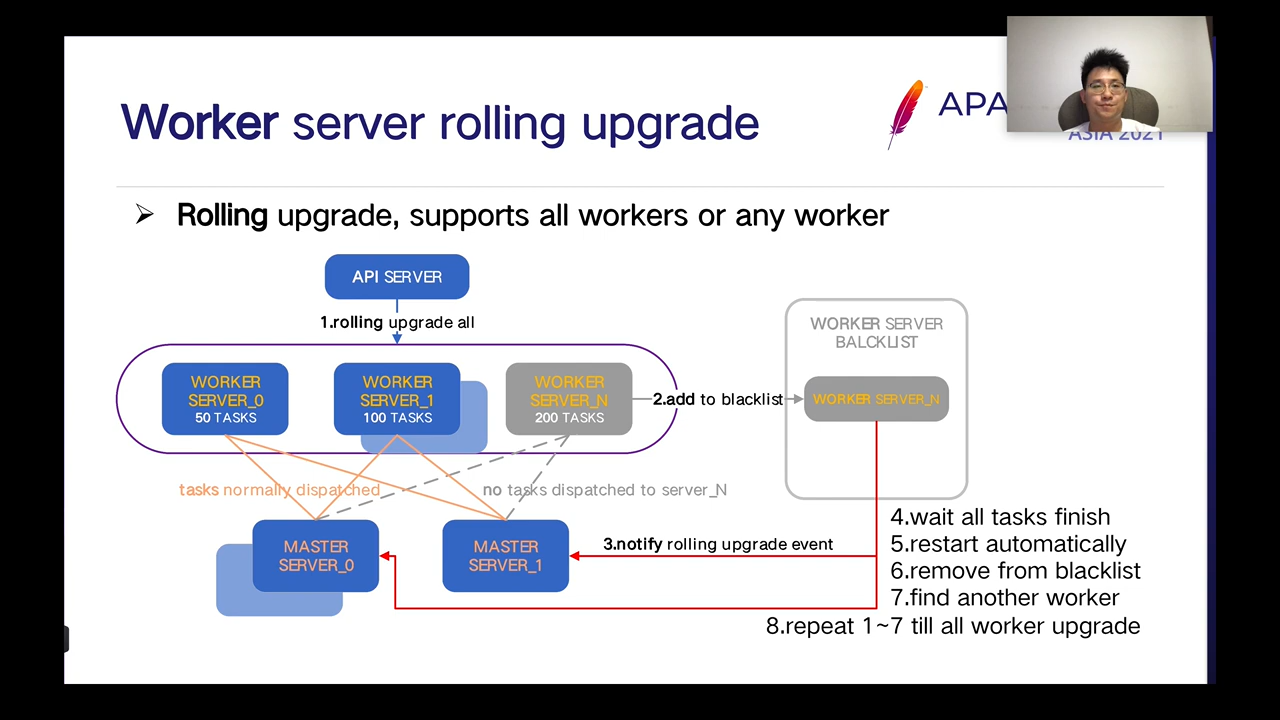 Worker server rolling upgrade
APA
ASIA 2021
Rolling upgrade, supports all workers or any worker
API SERVER
1.rolling upgrade all
WORKER SERVER
BALCKLIST
WORKER
SERVER_0
50 TASKS
WORKER
SERVER_1
100 TASKS
WORKER
SERVER_N
200 TASKS
2.add to blacklist
WORKER SERVER_N
tasks normally dispatched
no tasks dispatched to server_N
MASTER
SERVER_0
MASTER
SERVER_1
3.notify rolling upgrade event
4.wait all tasks finish
5.restart automatically
6.remove from blacklist
7.find another worker
8.repeat 1~7 till all worker upgrade